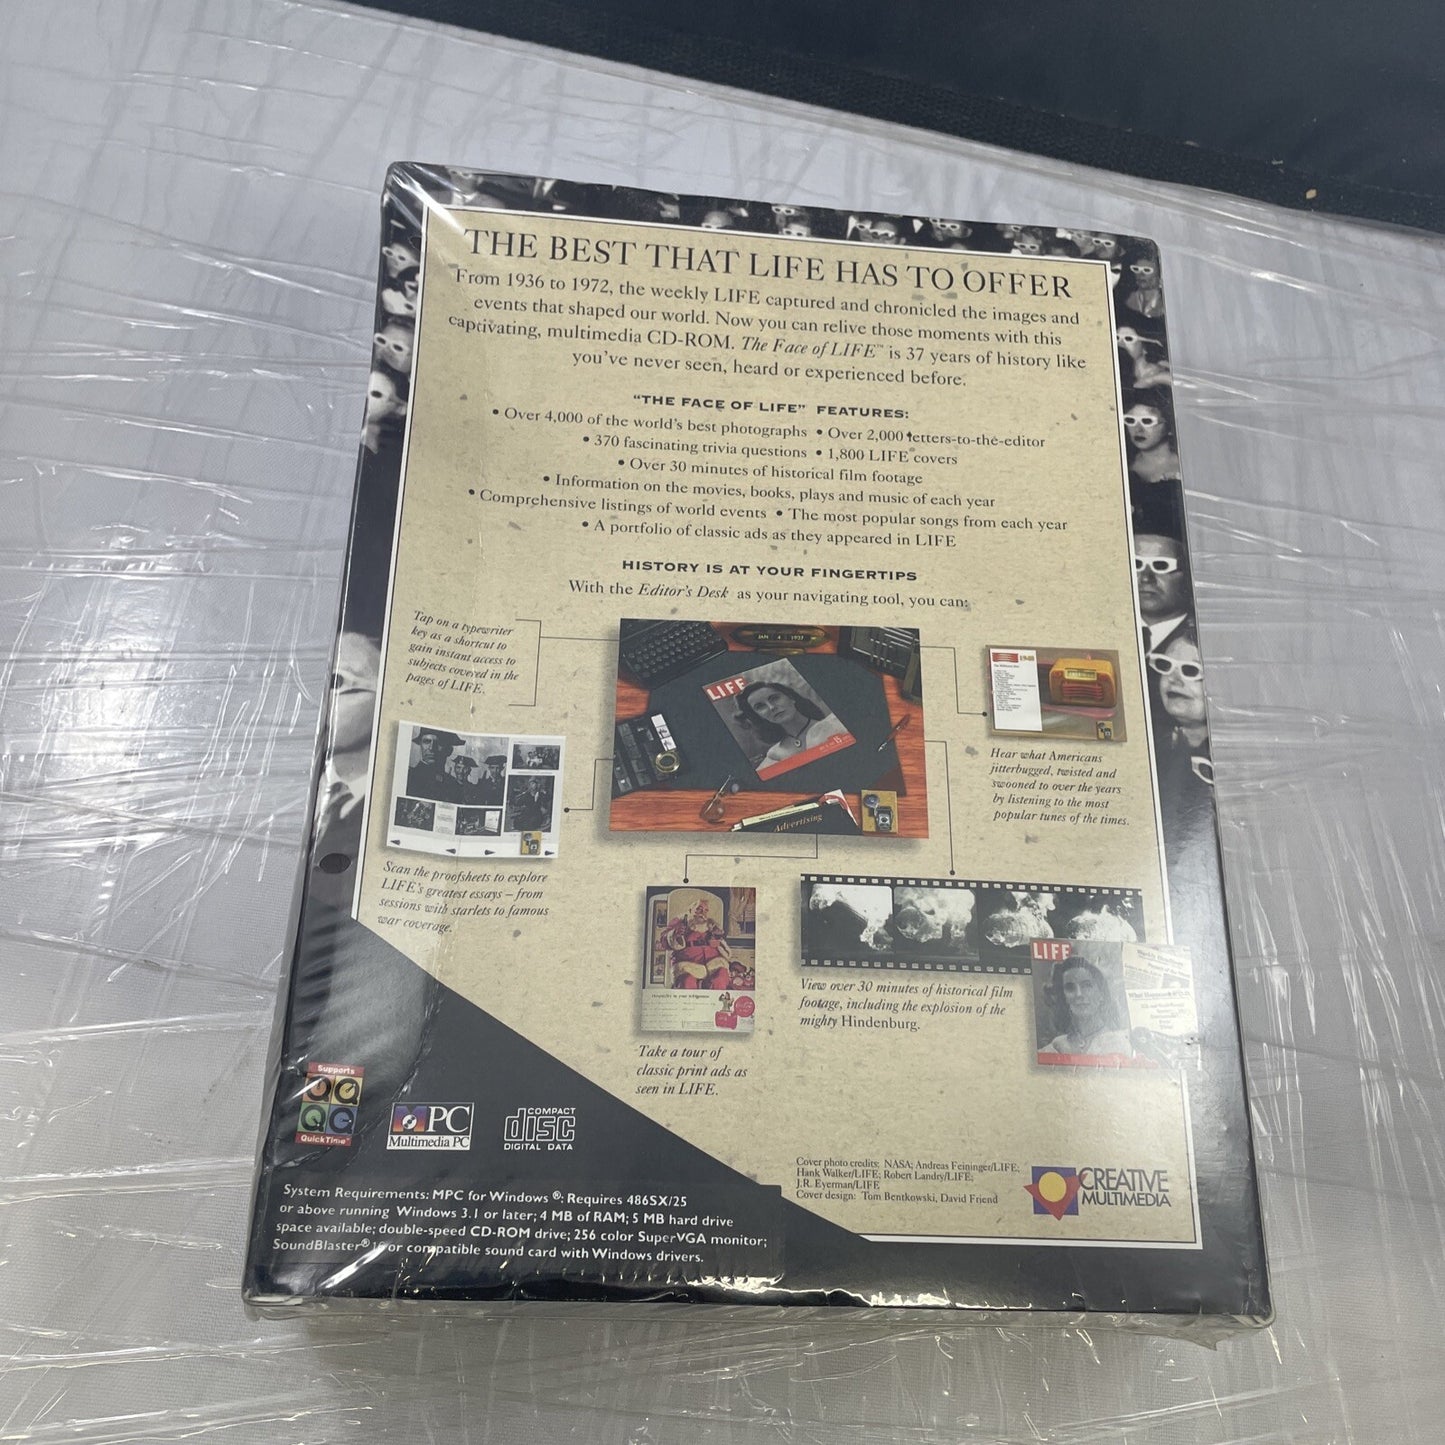 THE BEST THAT LIFE HAS TO OFFER
From 1936 to 1972, the weekly LIFE captured and chronicled the images and
events that shaped our world. Now you can relive those moments with this
captivating, multimedia CD-ROM. The Face of LIFE™ is 37 years of history like
you've never seen, heard or experienced before.
"THE FACE OF LIFE" FEATURES:
• Over 4,000 of the world's best photographs • Over 2,000 letters-to-the-editor
• 370 fascinating trivia questions • 1,800 LIFE covers
• Over 30 minutes of historical film footage
• Information on the movies, books, plays and music of each year
• Comprehensive listings of world events • The most popular songs from each year
• A portfolio of classic ads as they appeared in LIFE
HISTORY IS AT YOUR FINGERTIPS
With the Editor's Desk as your navigating tool, you can:
Tap on a typewriter
key as a shortcut to
gain instant access to
subjects covered in the
pages of LIFE.
JAN 4 1937
LIFE
Advertising
1940
Hear what Americans
jitterbugged, twisted and
swooned to over the years
by listening to the most
popular tunes of the times.
Scan the proofsheets to explore
LIFE's greatest essays – from
sessions with starlets to famous
war coverage.
Take a tour of
classic print ads as
seen in LIFE.
View over 30 minutes of historical film
footage, including the explosion of the
mighty Hindenburg.
LIFE
Supports
QuickTime™
MPC
Multimedia PC
COMPACT
disc
DIGITAL DATA
System Requirements: MPC for Windows ®: Requires 486SX/25
or above running Windows 3.1 or later; 4 MB of RAM; 5 MB hard drive
space available; double-speed CD-ROM drive; 256 color SuperVGA monitor;
SoundBlaster® or compatible sound card with Windows drivers.
Cover photo credits: NASA; Andreas Feininger/LIFE;
Hank Walker/LIFE; Robert Landry/LIFE;
J.R. Eyerman/LIFE
Cover design: Tom Bentkowski, David Friend
CREATIVE
MULTIMEDIA